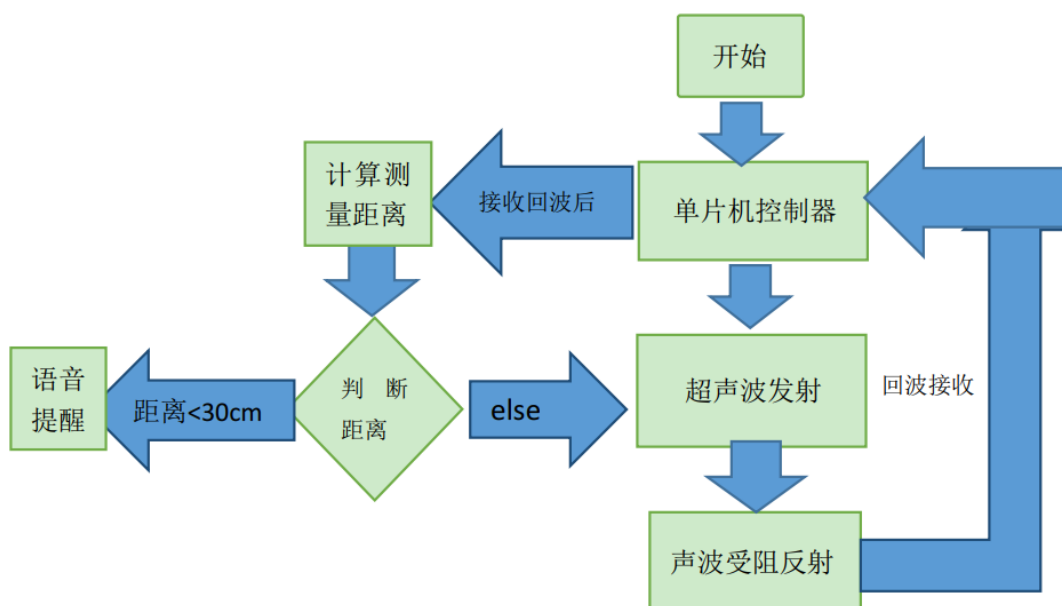 开始
计算测
量距离
接收回波后
单片机控制器
语音
提醒
距离<30cm
判 断
距离
else
超声波发射
回波接收
声波受阻反射